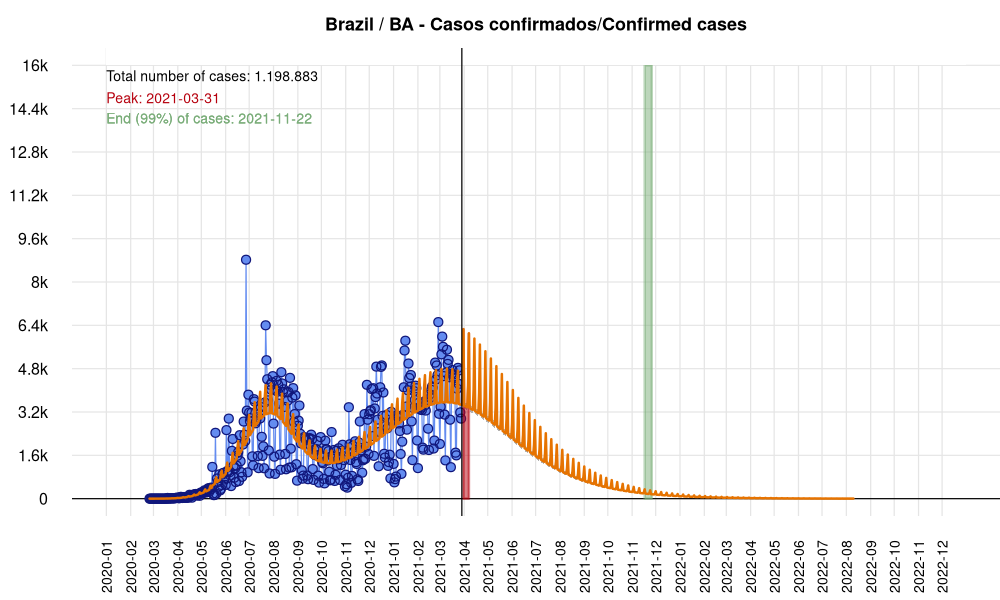 Brazil / BA - Casos confirmados/Confirmed cases
Total number of cases: 1.198.883
Peak: 2021-03-31
End (99%) of cases: 2021-11-22
16k
14.4k
12.8k
11.2k
9.6k
8k
6.4k
4.8k
3.2k
1.6k
0
2020-01
2020-02
2020-03
2020-04
2020-05
2020-06
2020-07
2020-08
2020-09
2020-10
2020-11
2020-12
2021-01
2021-02
2021-03
2021-04
2021-05
2021-06
2021-07
2021-08
2021-09
2021-10
2021-11
2021-12
2022-01
2022-02
2022-03
2022-04
2022-05
2022-06
2022-07
2022-08
2022-09
2022-10
2022-11
2022-12